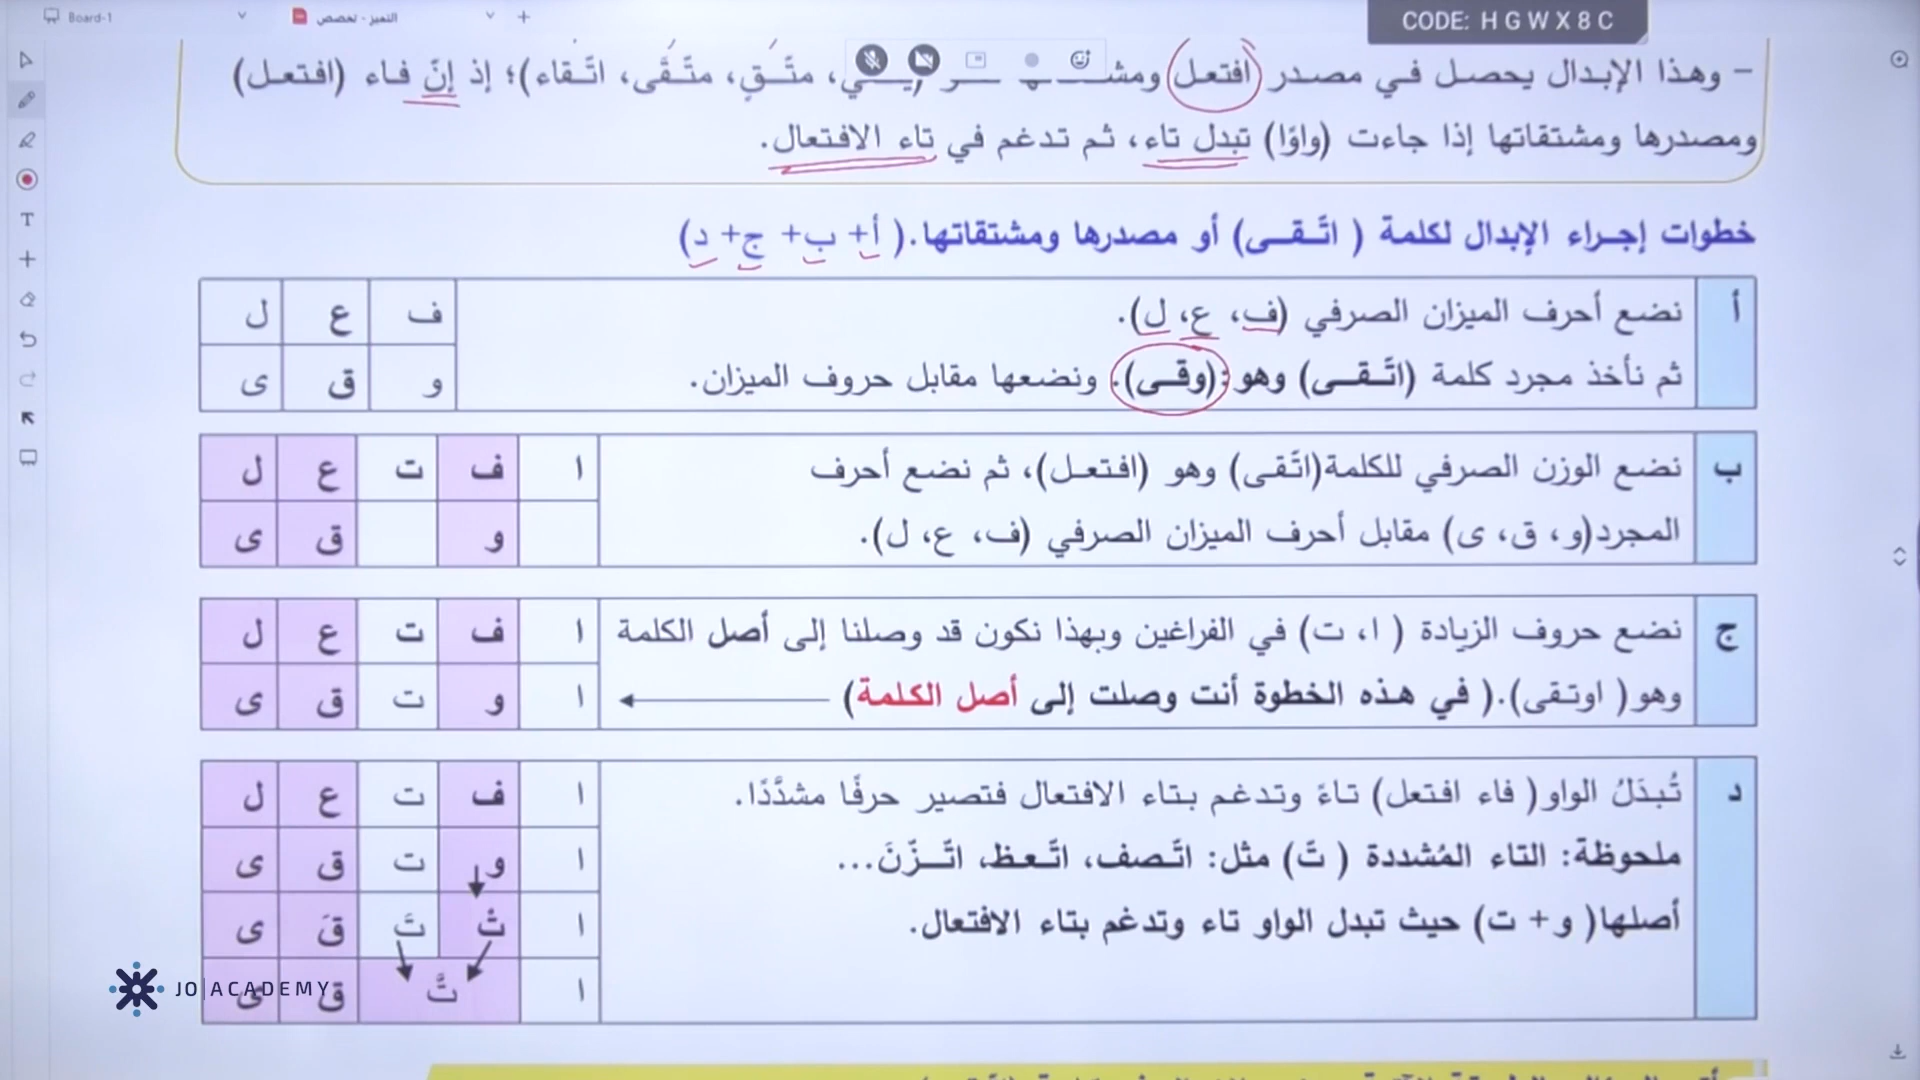 Board-1
التميز - تخصص
CODE: HGWX8C
– وهذا الإبدال يحصل في مصدر افتعل متَّقٍ، متَّقَى، اتَّقاء)؛ إذ إنّ فاء (افتعل)
ومصدرها ومشتقاتها إذا جاءت (واوًا) تبدل تاء، ثم تدغم في تاء الافتعال.
خطوات إجراء الإبدال لكلمة ( اتَّقى) أو مصدرها ومشتقاتها.( أ+ ب+ ج+ د)
أ
نضع أحرف الميزان الصرفي (ف، ع، ل).
ثم نأخذ مجرد كلمة (اتَّقى) وهو:(وقى). ونضعها مقابل حروف الميزان.
ف ع ل
و ق ى
ب
نضع الوزن الصرفي للكلمة(اتَّقى) وهو (افتعل)، ثم نضع أحرف
المجرد(و، ق، ى) مقابل أحرف الميزان الصرفي (ف، ع، ل).
ا ف ت ع ل
و ق ى
ج
نضع حروف الزيادة ( ا، ت) في الفراغين وبهذا نكون قد وصلنا إلى أصل الكلمة
وهو( اوتقى).( في هذه الخطوة أنت وصلت إلى أصل الكلمة)
ا ف ت ع ل
ا و ت ق ى
د
تُبدَلُ الواو( فاء افتعل) تاءً وتدغم بتاء الافتعال فتصير حرفًا مشدَّدًا.
ملحوظة: التاء المُشددة ( تَّ) مثل: اتَّصف، اتَّعظ، اتَّزّنَ...
أصلها( و+ ت) حيث تبدل الواو تاء وتدغم بتاء الافتعال.
ا ف ت ع ل
ا و ت ق ى
ا تْ تَ قَ ى
ا تَّ ق ى
JO|ACADEMY